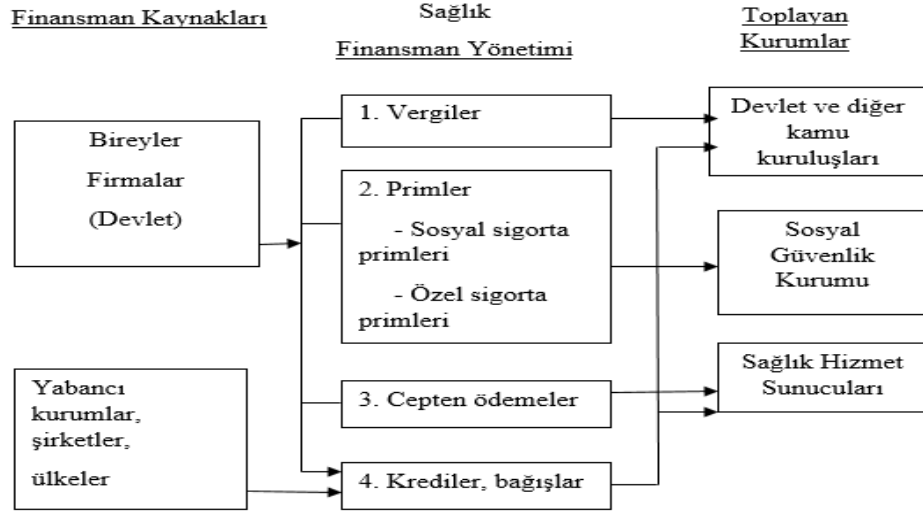 Finansman Kaynakları
Sağlık
Finansman Yönetimi
Toplayan
Kurumlar
Bireyler
Firmalar
(Devlet)
Yabancı
kurumlar,
şirketler,
ülkeler
1. Vergiler
2. Primler
- Sosyal sigorta
primleri
- Özel sigorta
primleri
3. Cepten ödemeler
4. Krediler, bağışlar
Devlet ve diğer
kamu
kuruluşları
Sosyal
Güvenlik
Kurumu
Sağlık Hizmet
Sunucuları